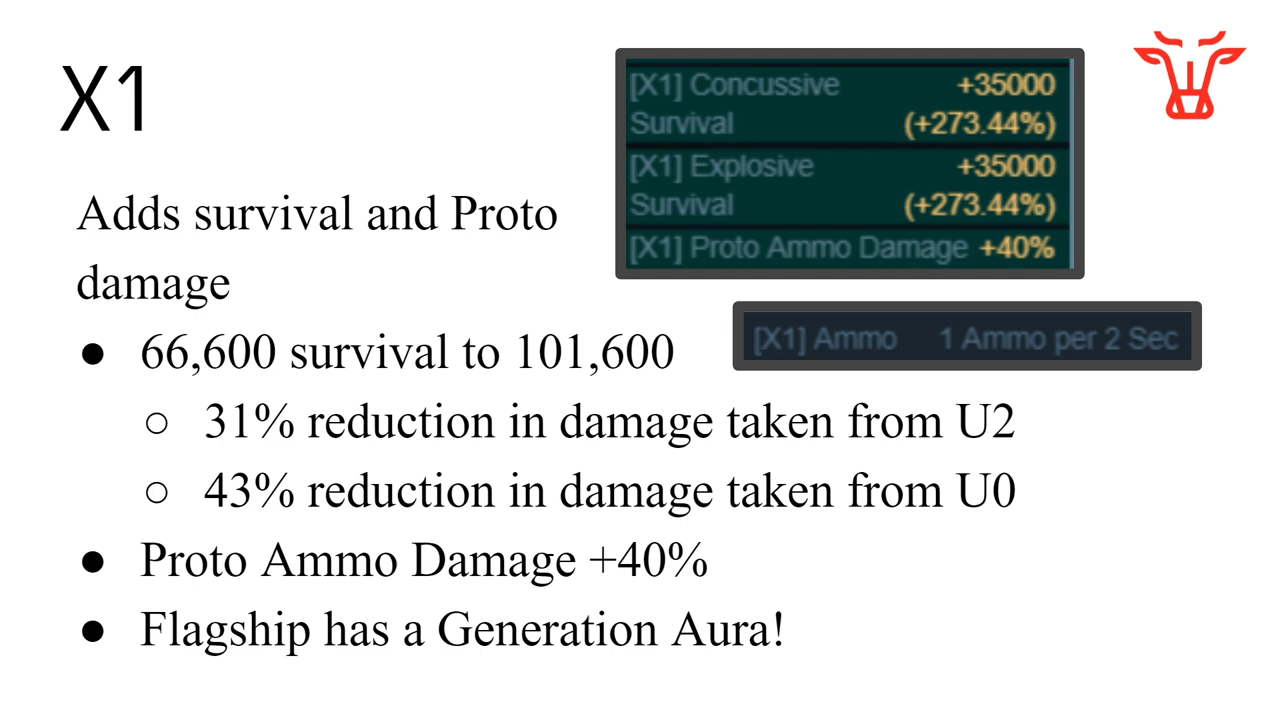 X1
[X1] Concussive +35000
Survival (+273.44%)
[X1] Explosive +35000
Survival (+273.44%)
[X1] Proto Ammo Damage +40%
Adds survival and Proto
damage
[X1] Ammo 1 Ammo per 2 Sec
● 66,600 survival to 101,600
○ 31% reduction in damage taken from U2
○ 43% reduction in damage taken from U0
● Proto Ammo Damage +40%
● Flagship has a Generation Aura!